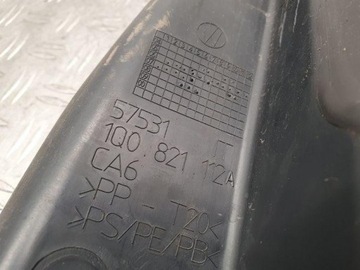 57531
1Q0 821 112A
CA6
>PP - T20<
>PS/PE/PB<